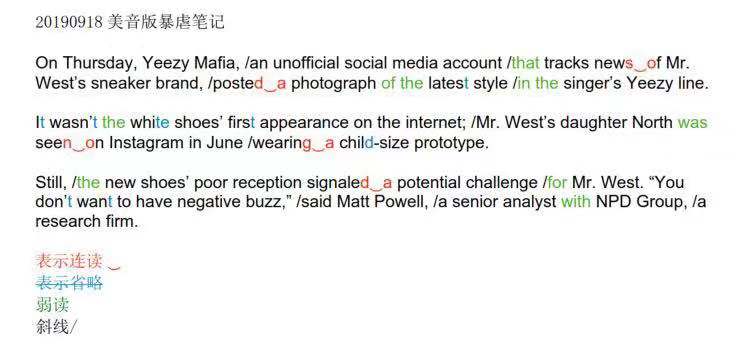 20190918 美音版暴虐笔记
On Thursday, Yeezy Mafia, /an unofficial social media account /that tracks news‿of Mr.
West's sneaker brand, /posted‿a photograph of the latest style /in the singer's Yeezy line.
It wasn't the white shoes' first appearance on the internet; /Mr. West's daughter North was
seen‿on Instagram in June /wearing‿a child-size prototype.
Still, /the new shoes' poor reception signaled‿a potential challenge /for Mr. West. “You
don't want to have negative buzz,” /said Matt Powell, /a senior analyst with NPD Group, /a
research firm.
表示连读‿
表示省略
弱读
斜线/